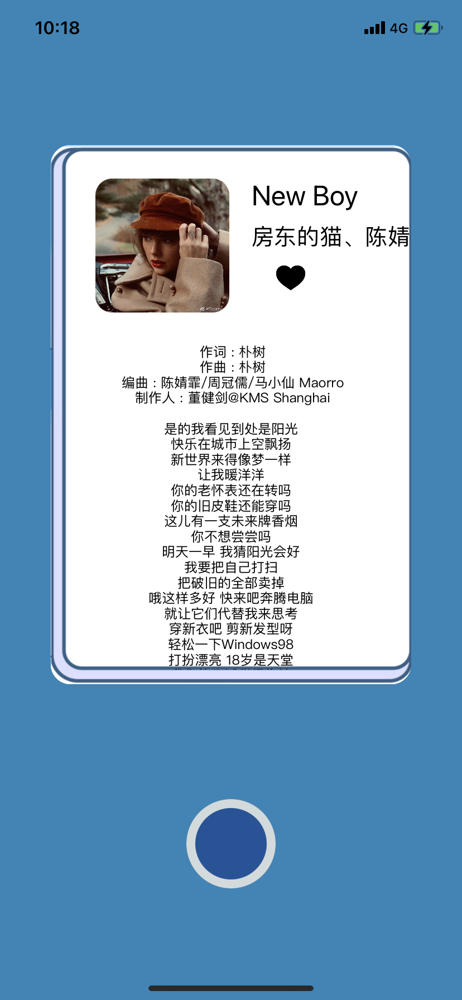 10:18
4G
New Boy
房东的猫、陈婧
作词 : 朴树
作曲 : 朴树
编曲 : 陈婧霏/周冠儒/马小仙 Maorro
制作人 : 董健剑@KMS Shanghai
是的我看见到处是阳光
快乐在城市上空飘扬
新世界来得像梦一样
让我暖洋洋
你的老怀表还在转吗
你的旧皮鞋还能穿吗
这儿有一支未来牌香烟
你不想尝尝吗
明天一早 我猜阳光会好
我要把自己打扫
把破旧的全部卖掉
哦这样多好 快来吧奔腾电脑
就让它们代替我来思考
穿新衣吧 剪新发型呀
轻松一下Windows98
打扮漂亮 18岁是天堂